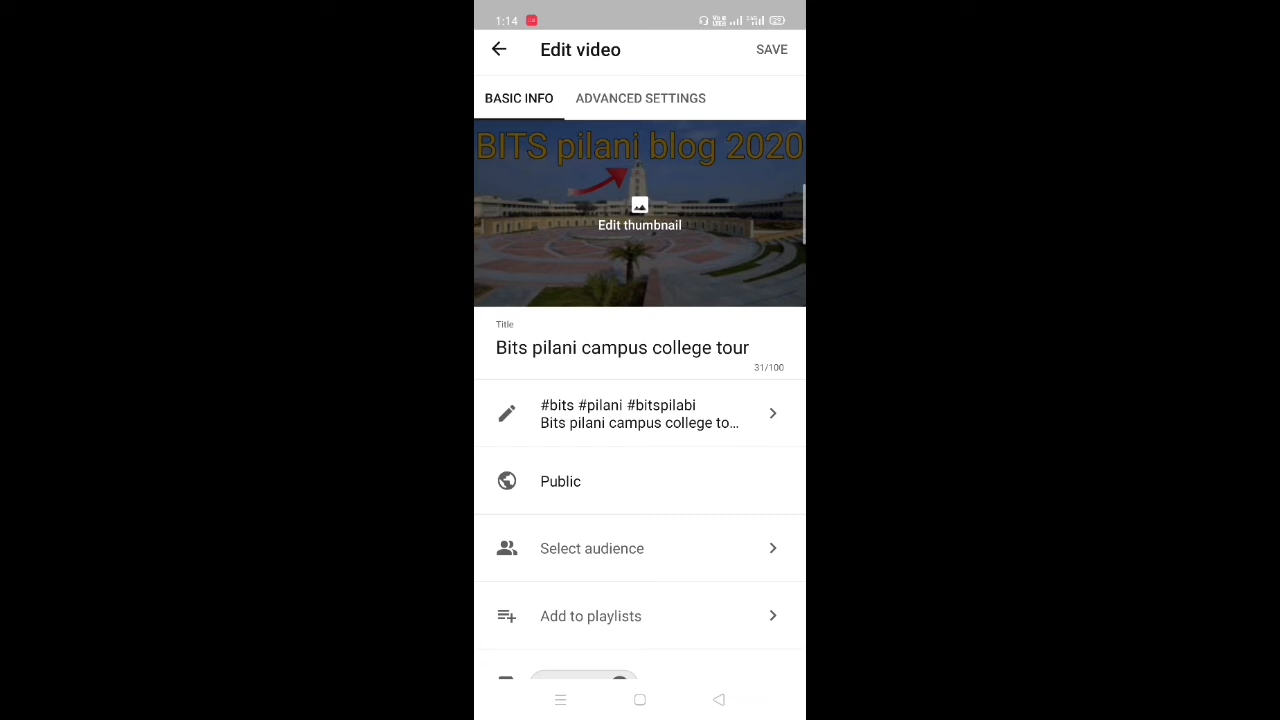 1:14
Edit video
SAVE
BASIC INFO
ADVANCED SETTINGS
BITS pilani blog 2020
Edit thumbnail
Title
Bits pilani campus college tour
31/100
#bits #pilani #bitspilabi
Bits pilani campus college to...
Public
Select audience
Add to playlists